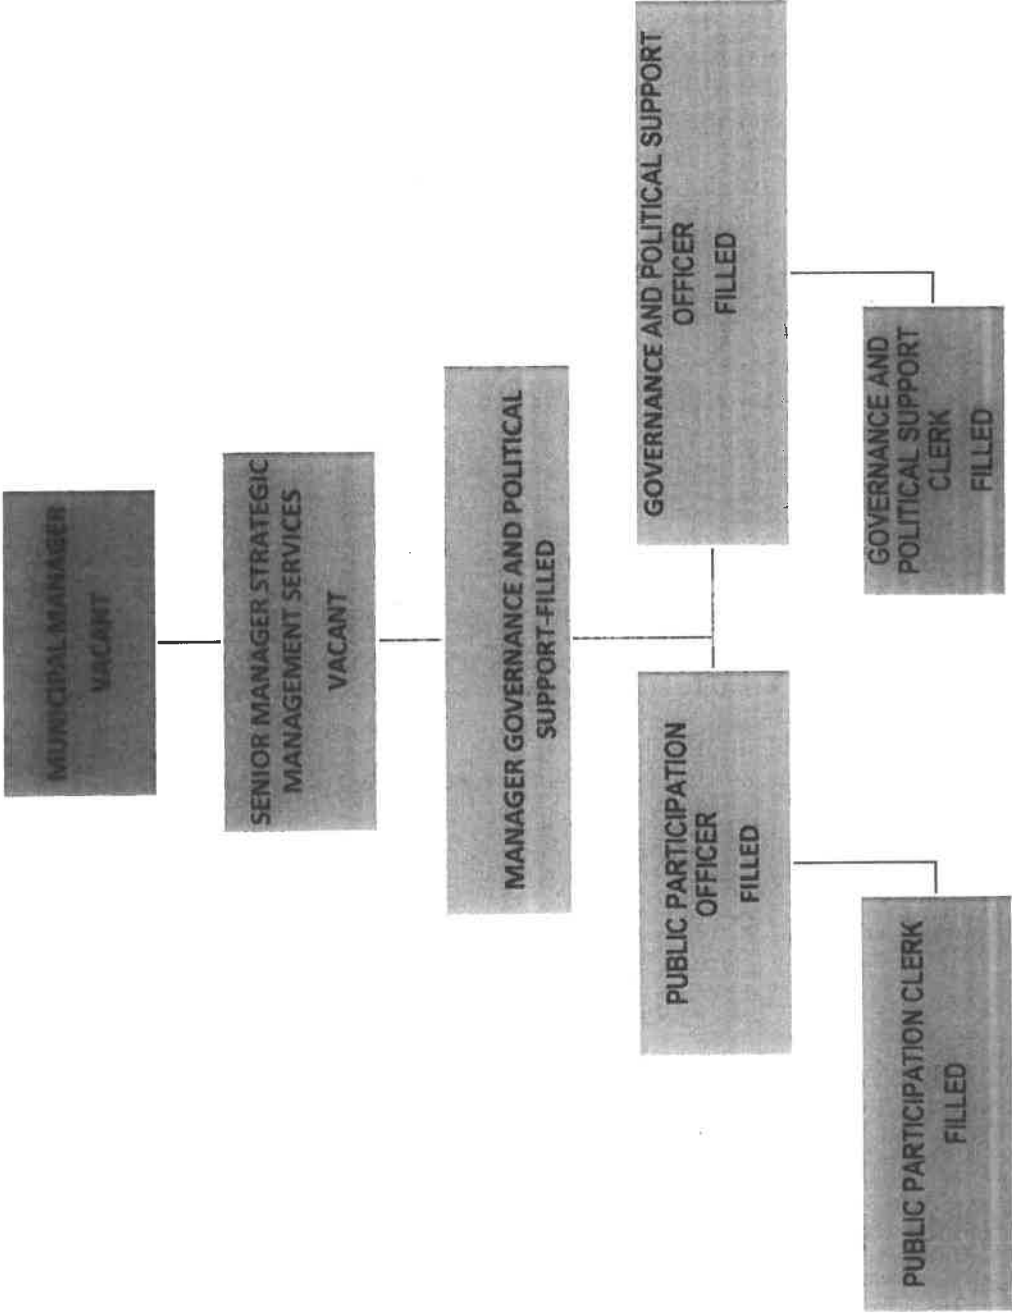 MUNICIPAL MANAGER
VACANT
SENIOR MANAGER STRATEGIC
MANAGEMENT SERVICES
VACANT
MANAGER GOVERNANCE AND POLITICAL
SUPPORT-FILLED
PUBLIC PARTICIPATION
OFFICER
FILLED
GOVERNANCE AND POLITICAL SUPPORT
OFFICER
FILLED
PUBLIC PARTICIPATION CLERK
FILLED
GOVERNANCE AND
POLITICAL SUPPORT
CLERK
FILLED